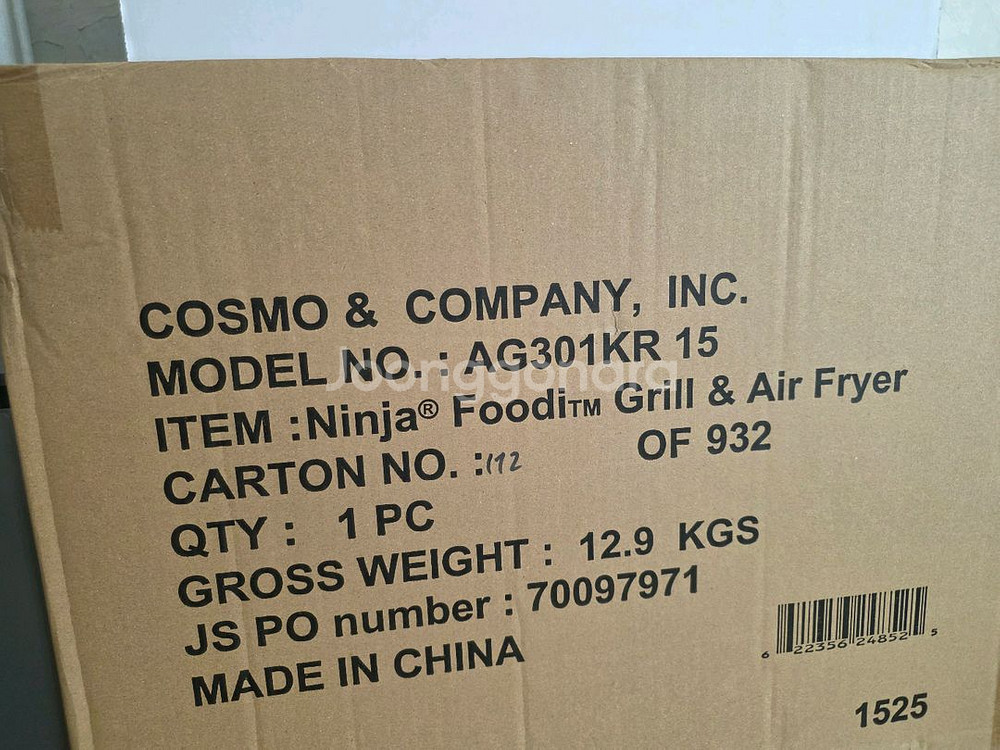 COSMO & COMPANY, INC.
MODEL NO. : AG301KR 15
Joonggonara
ITEM :Ninja® Foodi™ Grill & Air Fryer
CARTON NO. :112 OF 932
QTY : 1 PC
GROSS WEIGHT : 12.9 KGS
JS PO number : 70097971
MADE IN CHINA
6 22356 24852 5
1525